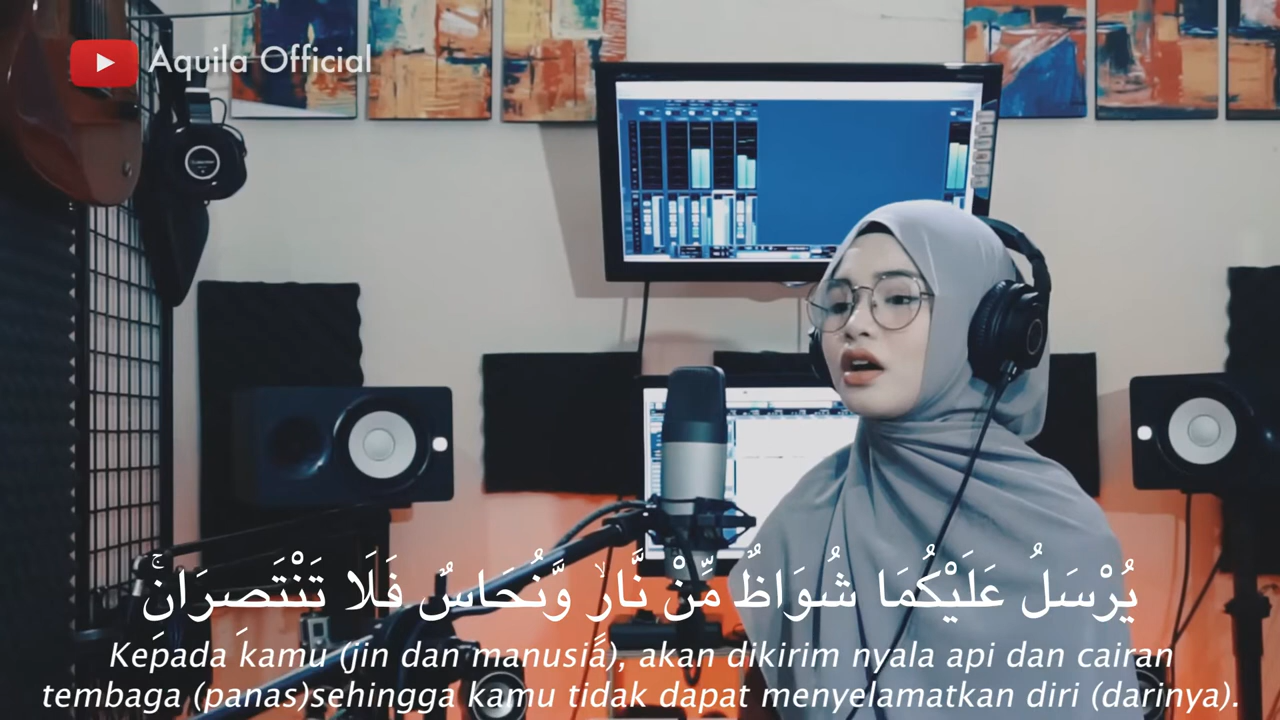 Aquila Official
يُرْسَلُ عَلَيْكُمَا شُوَاظٌ مِّنْ نَّارٍۙ وَّنُحَاسٌ فَلَا تَنْتَصِرَانِۚ
Kepada kamu (jin dan manusia), akan dikirim nyala api dan cairan
tembaga (panas)sehingga kamu tidak dapat menyelamatkan diri (darinya).